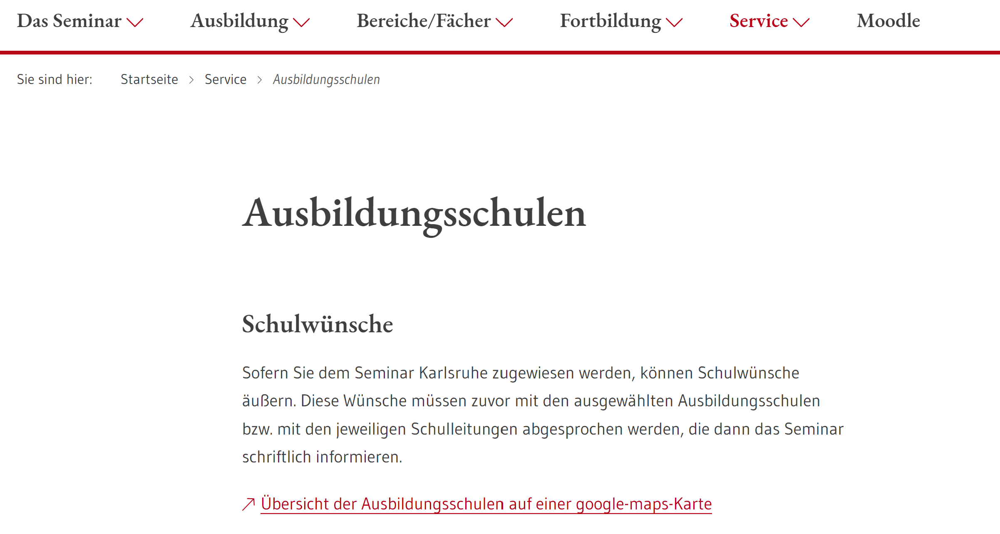 Das Seminar Ausbildung Bereiche/Fächer Fortbildung Service Moodle
Sie sind hier: Startseite > Service > Ausbildungsschulen
Ausbildungsschulen
Schulwünsche
Sofern Sie dem Seminar Karlsruhe zugewiesen werden, können Schulwünsche
äußern. Diese Wünsche müssen zuvor mit den ausgewählten Ausbildungsschulen
bzw. mit den jeweiligen Schulleitungen abgesprochen werden, die dann das Seminar
schriftlich informieren.
Übersicht der Ausbildungsschulen auf einer google-maps-Karte